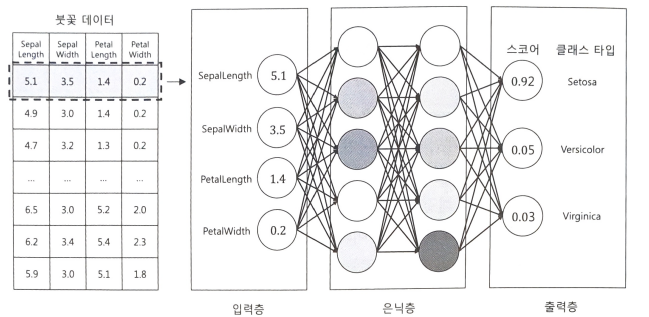 붓꽃 데이터
Sepal Length Sepal Width Petal Length Petal Width
5.1 3.5 1.4 0.2
4.9 3.0 1.4 0.2
4.7 3.2 1.3 0.2
... ... ... ...
6.5 3.0 5.2 2.0
6.2 3.4 5.4 2.3
5.9 3.0 5.1 1.8
SepalLength 5.1
SepalWidth 3.5
PetalLength 1.4
PetalWidth 0.2
입력층
은닉층
스코어 클래스 타입
0.92 Setosa
0.05 Versicolor
0.03 Virginica
출력층